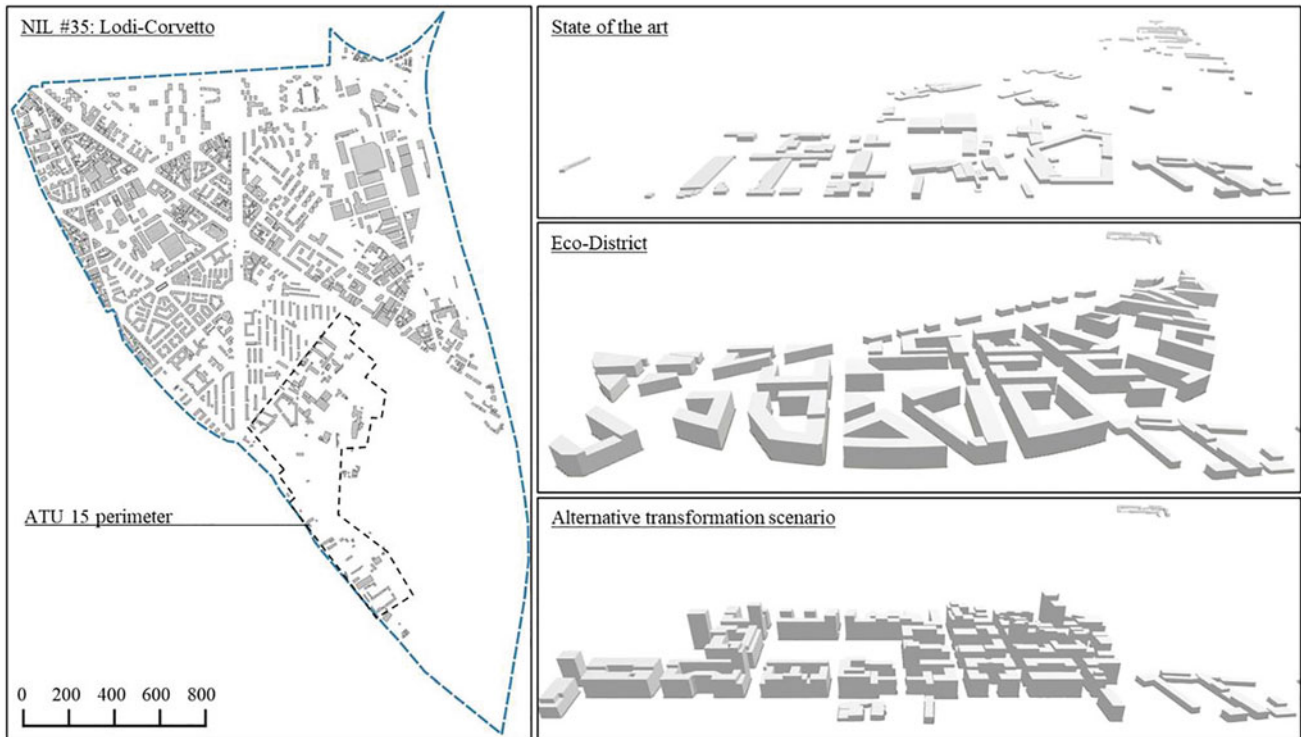 NIL #35: Lodi-Corvetto
ATU 15 perimeter
0 200 400 600 800
State of the art
Eco-District
Alternative transformation scenario